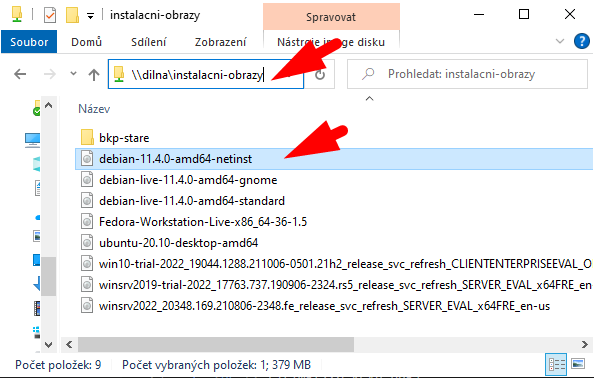 instalacni-obrazy
Spravovat
Soubor Domů Sdílení Zobrazení Nástroje image disku
\\dilna\instalacni-obrazy
Prohledat: instalacni-obrazy
Název
bkp-stare
debian-11.4.0-amd64-netinst
debian-live-11.4.0-amd64-gnome
debian-live-11.4.0-amd64-standard
Fedora-Workstation-Live-x86_64-36-1.5
ubuntu-20.10-desktop-amd64
win10-trial-2022_19044.1288.211006-0501.21h2_release_svc_refresh_CLIENTENTERPRISEEVAL_O
winsrv2019-trial-2022_17763.737.190906-2324.rs5_release_svc_refresh_SERVER_EVAL_x64FRE_en-
winsrv2022_20348.169.210806-2348.fe_release_svc_refresh_SERVER_EVAL_x64FRE_en-us
Počet položek: 9 Počet vybraných položek: 1; 379 MB